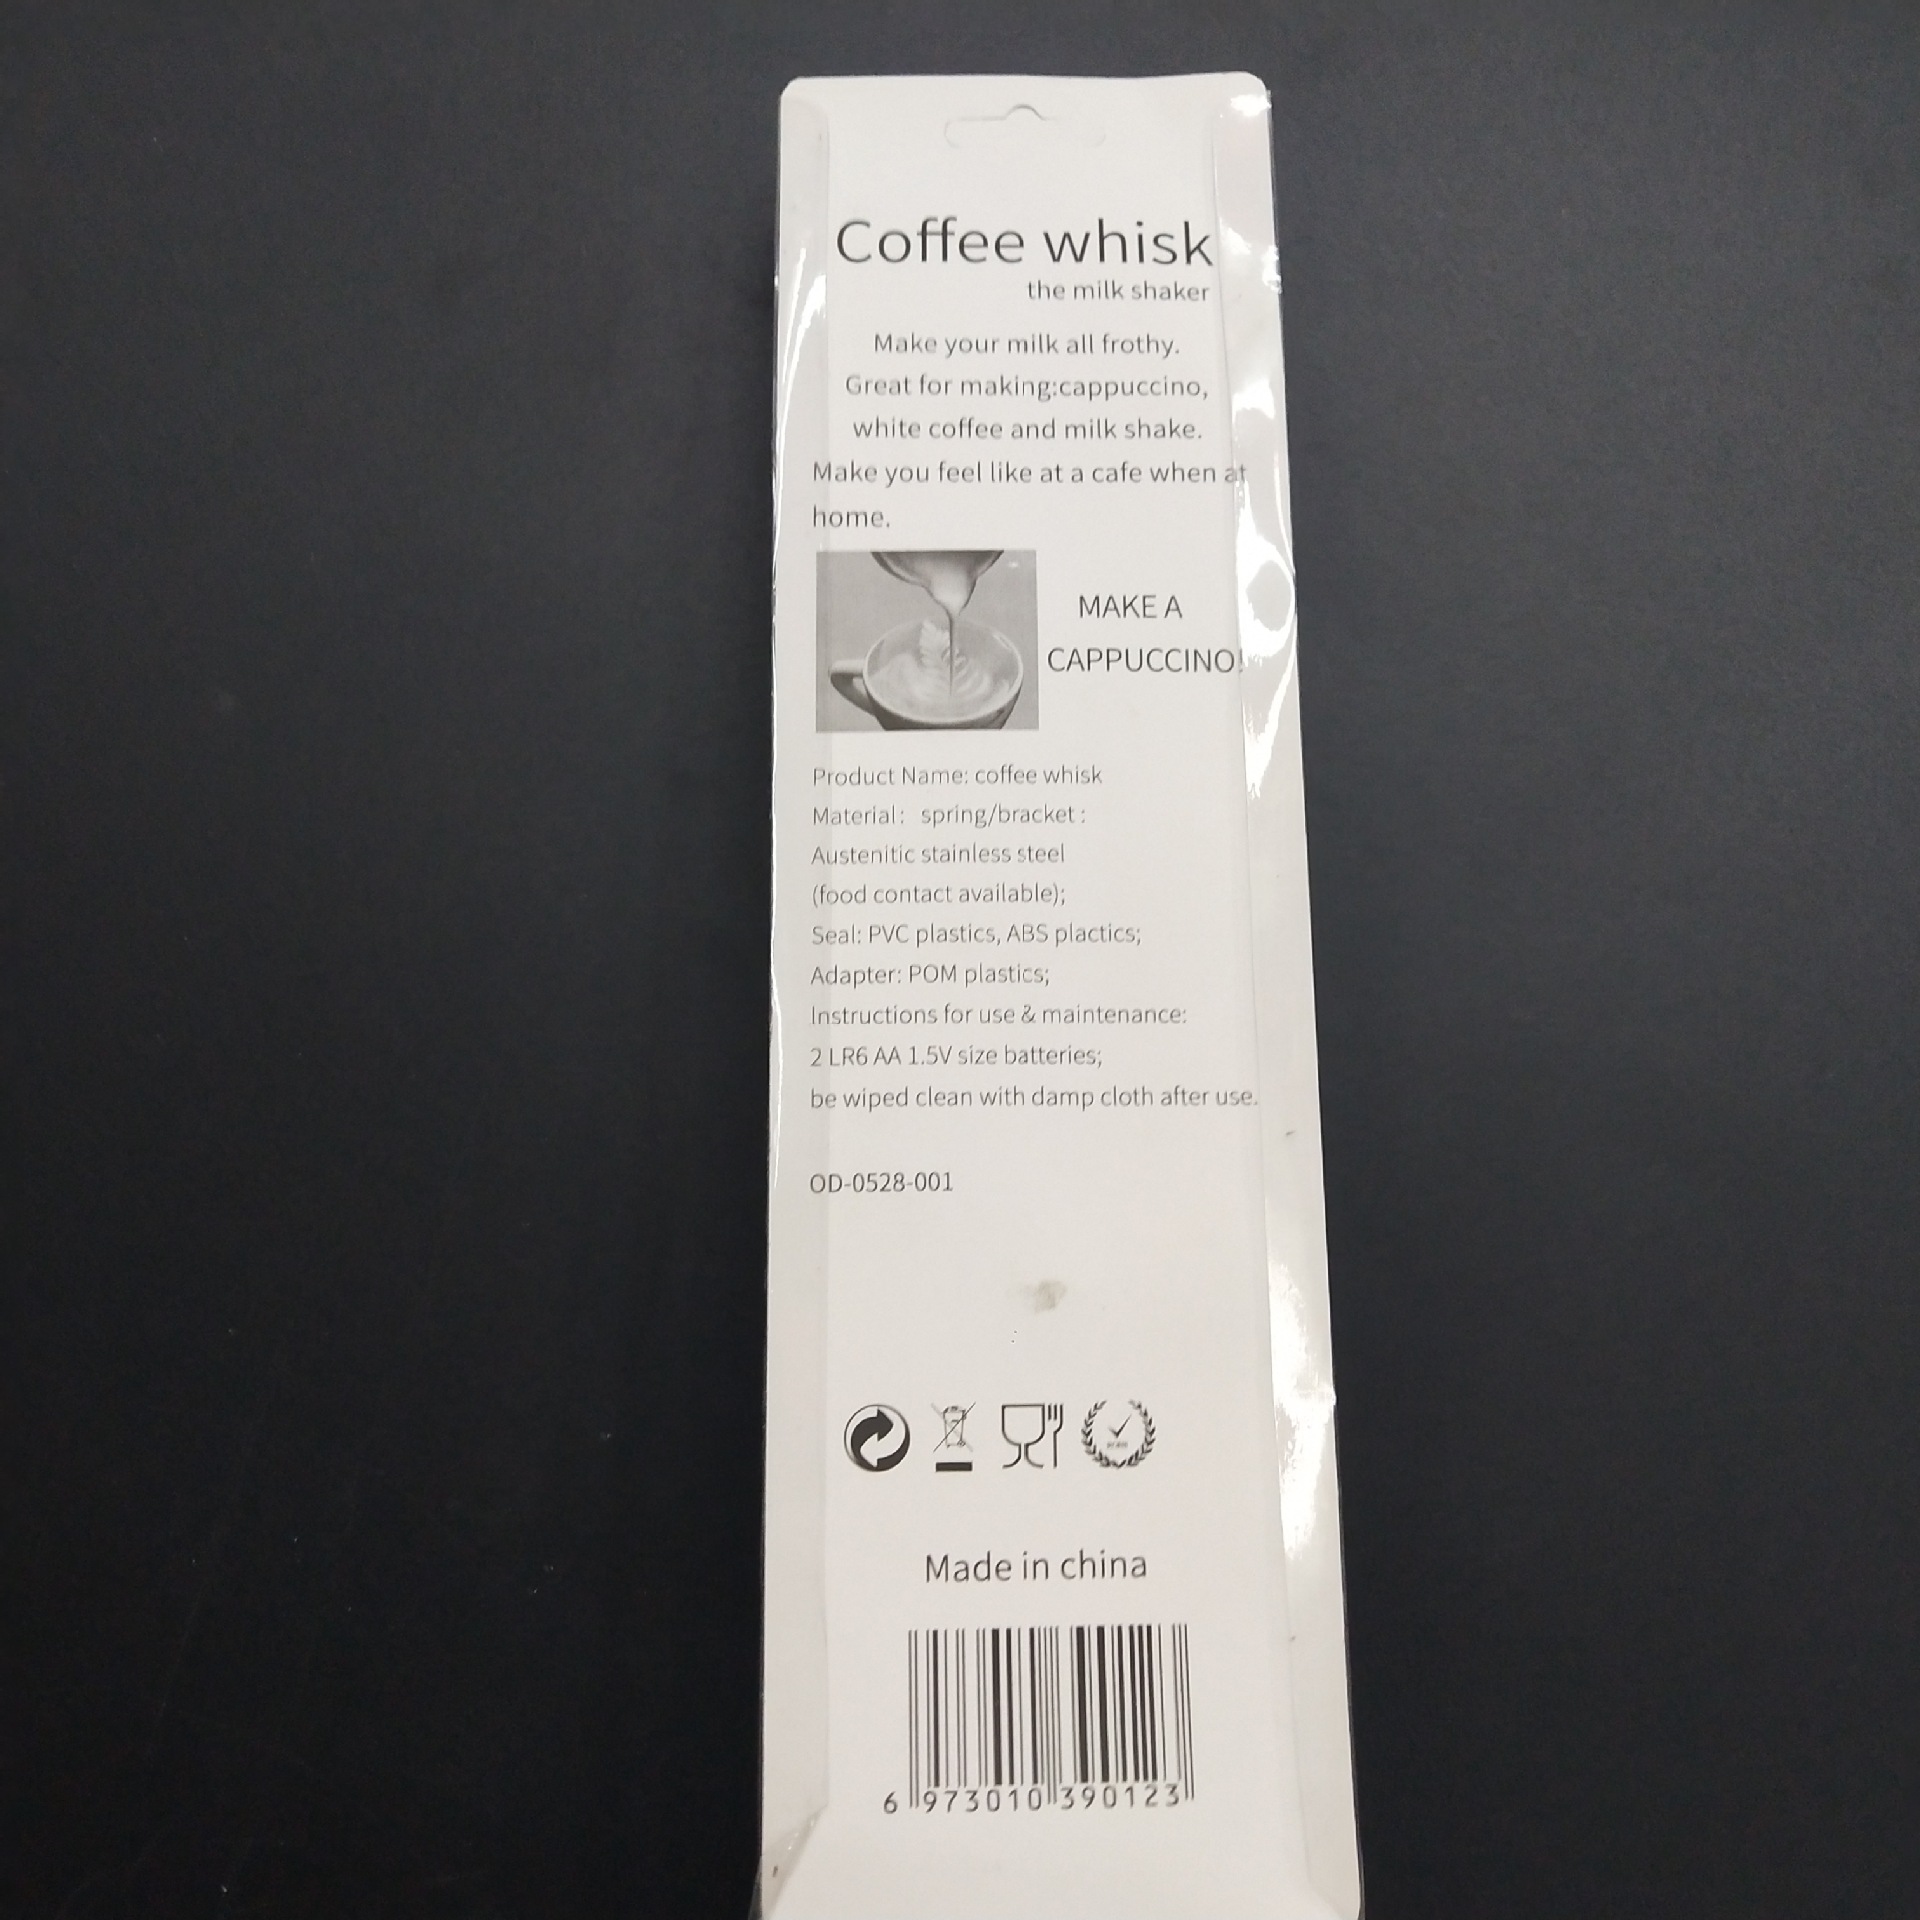 Coffee whisk
the milk shaker
Make your milk all frothy.
Great for making:cappuccino,
white coffee and milk shake.
Make you feel like at a cafe when at
home.
MAKE A
CAPPUCCINO!
Product Name: coffee whisk
Material: spring/bracket:
Austenitic stainless steel
(food contact available);
Seal: PVC plastics, ABS plactics;
Adapter: POM plastics;
Instructions for use & maintenance:
2 LR6 AA 1.5V size batteries;
be wiped clean with damp cloth after use.
OD-0528-001
Made in china
6 973010 390123